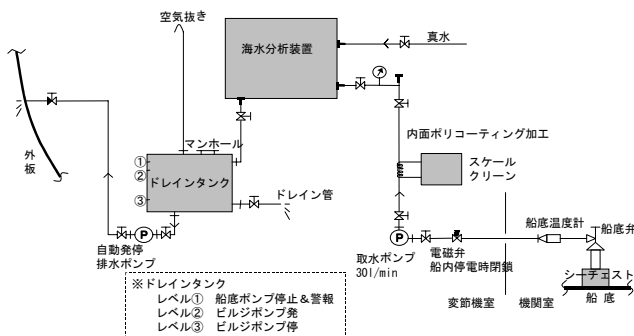 空気抜き
海水分析装置
真水
外
板
マンホール
①
②
③
ドレインタンク
ドレイン管
内面ポリコーティング加工
スケール
クリーン
P
自動発停
排水ポンプ
P
取水ポンプ
30l/min
電磁弁
船内停電時閉鎖
船底温度計
船底弁
シーチェスト
船 底
変節機室
機関室
※ドレインタンク
レベル① 船底ポンプ停止&警報
レベル② ビルジポンプ発
レベル③ ビルジポンプ停